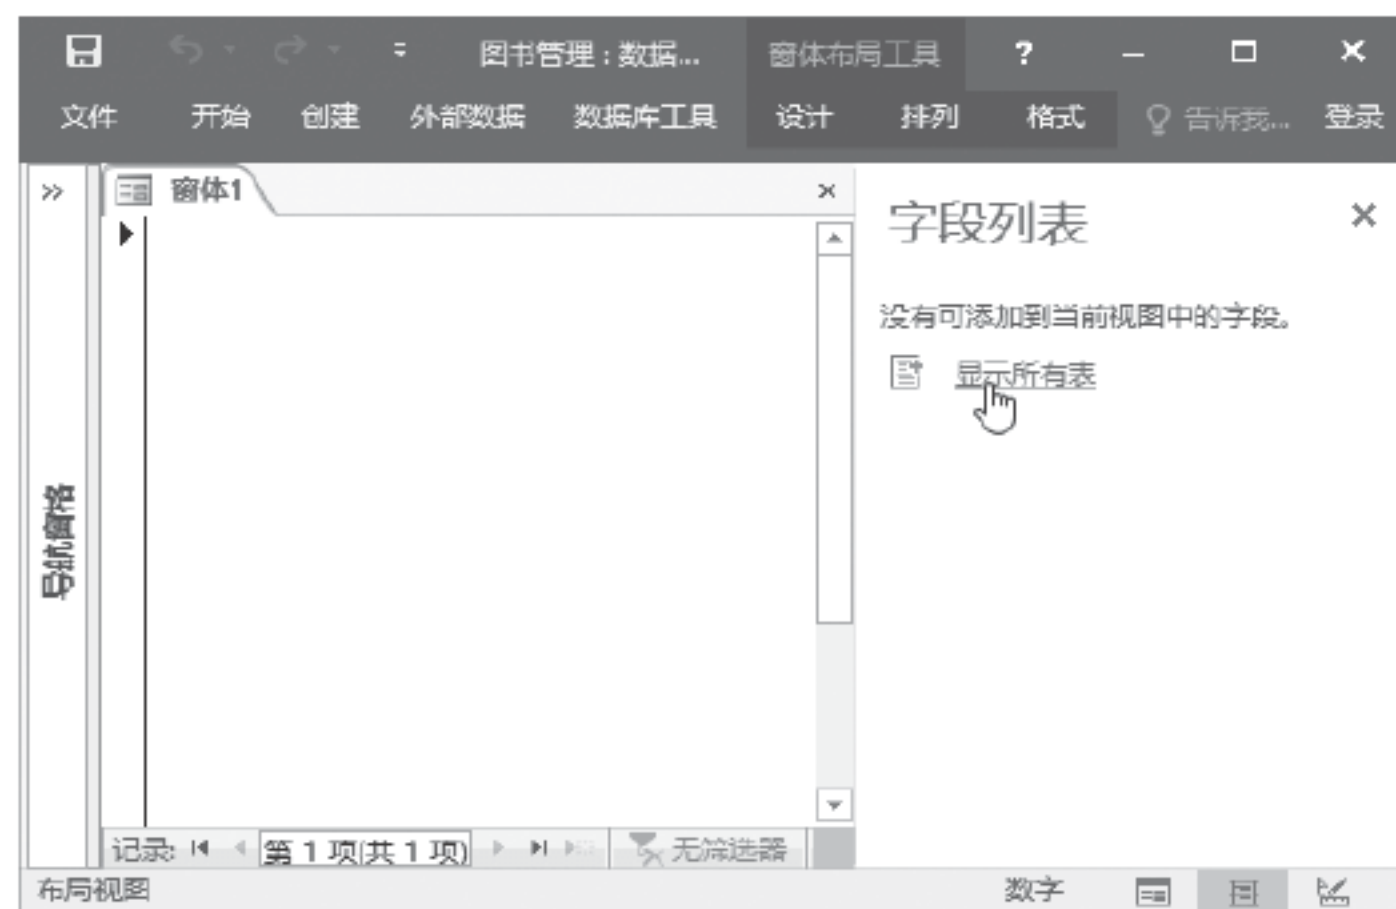 图书管理：数据... 窗体布局工具 ?
文件 开始 创建 外部数据 数据库工具 设计 排列 格式 告诉我... 登录
窗体1
字段列表
没有可添加到当前视图中的字段。
显示所有表
导航窗格
记录: 第 1 项(共 1 项) 无筛选器
布局视图 数字